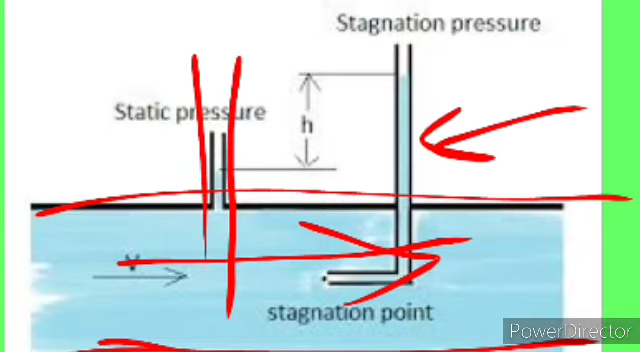 Stagnation pressure
Static pressure
h
V
stagnation point
PowerDirector